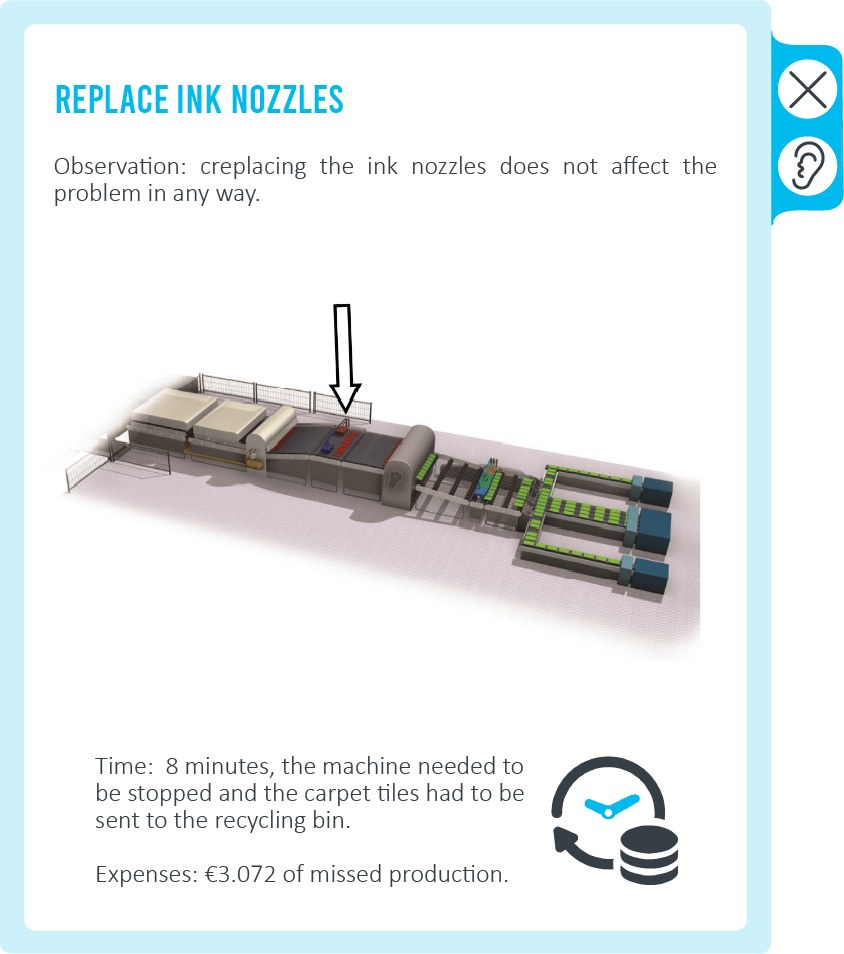 REPLACE INK NOZZLES
Observation: creplacing the ink nozzles does not affect the
problem in any way.
Time:  8 minutes, the machine needed to
be stopped and the carpet tiles had to be
sent to the recycling bin.
Expenses: €3.072 of missed production.